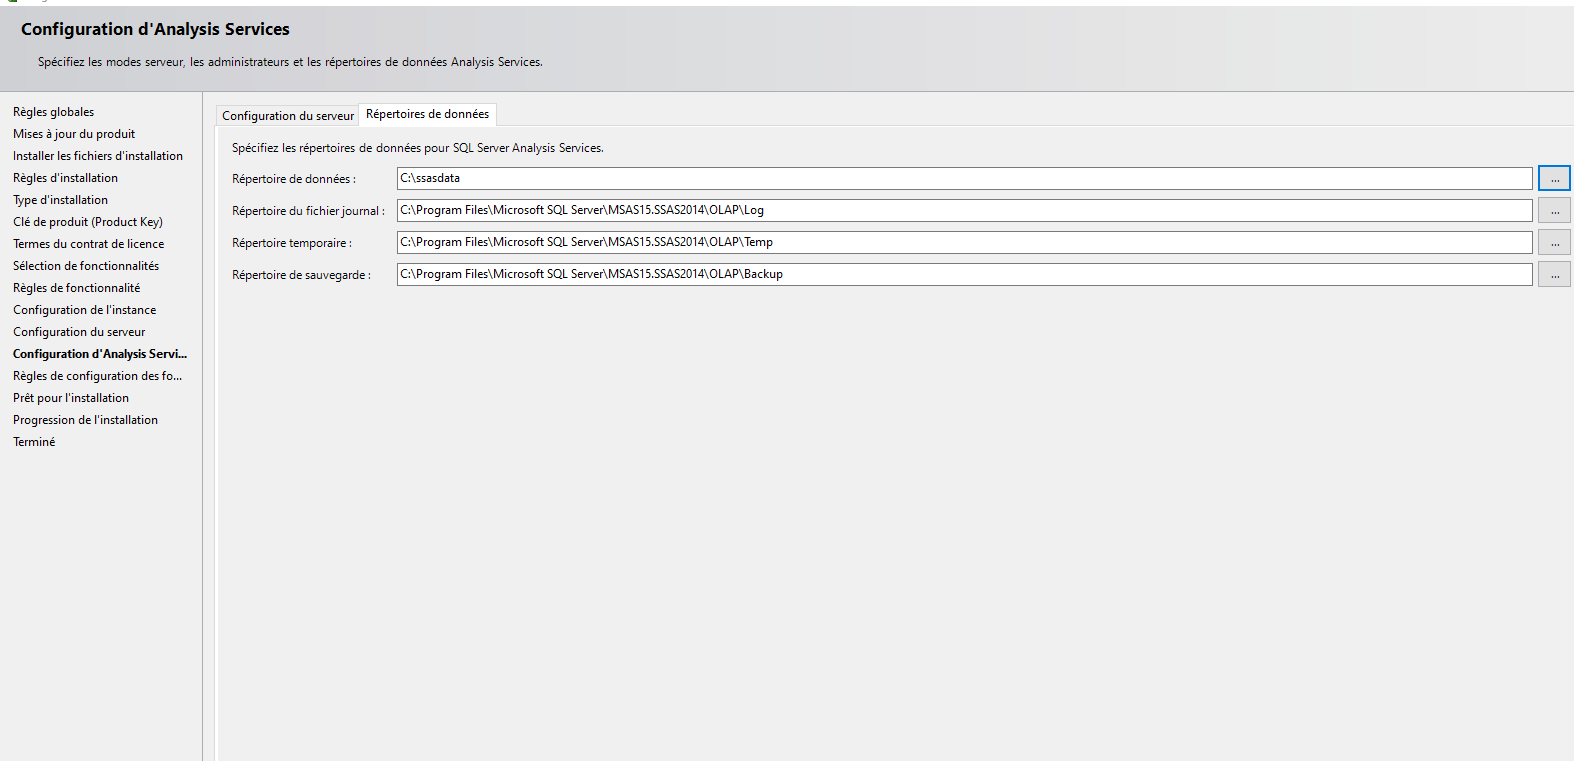 Configuration d'Analysis Services
Spécifiez les modes serveur, les administrateurs et les répertoires de données Analysis Services.
Règles globales
Mises à jour du produit
Installer les fichiers d'installation
Règles d'installation
Type d'installation
Clé de produit (Product Key)
Termes du contrat de licence
Sélection de fonctionnalités
Règles de fonctionnalité
Configuration de l'instance
Configuration du serveur
Configuration d'Analysis Servi...
Règles de configuration des fo...
Prêt pour l'installation
Progression de l'installation
Terminé
Configuration du serveur
Répertoires de données
Spécifiez les répertoires de données pour SQL Server Analysis Services.
Répertoire de données : C:\ssasdata ...
Répertoire du fichier journal : C:\Program Files\Microsoft SQL Server\MSAS15.SSAS2014\OLAP\Log ...
Répertoire temporaire : C:\Program Files\Microsoft SQL Server\MSAS15.SSAS2014\OLAP\Temp ...
Répertoire de sauvegarde : C:\Program Files\Microsoft SQL Server\MSAS15.SSAS2014\OLAP\Backup ...